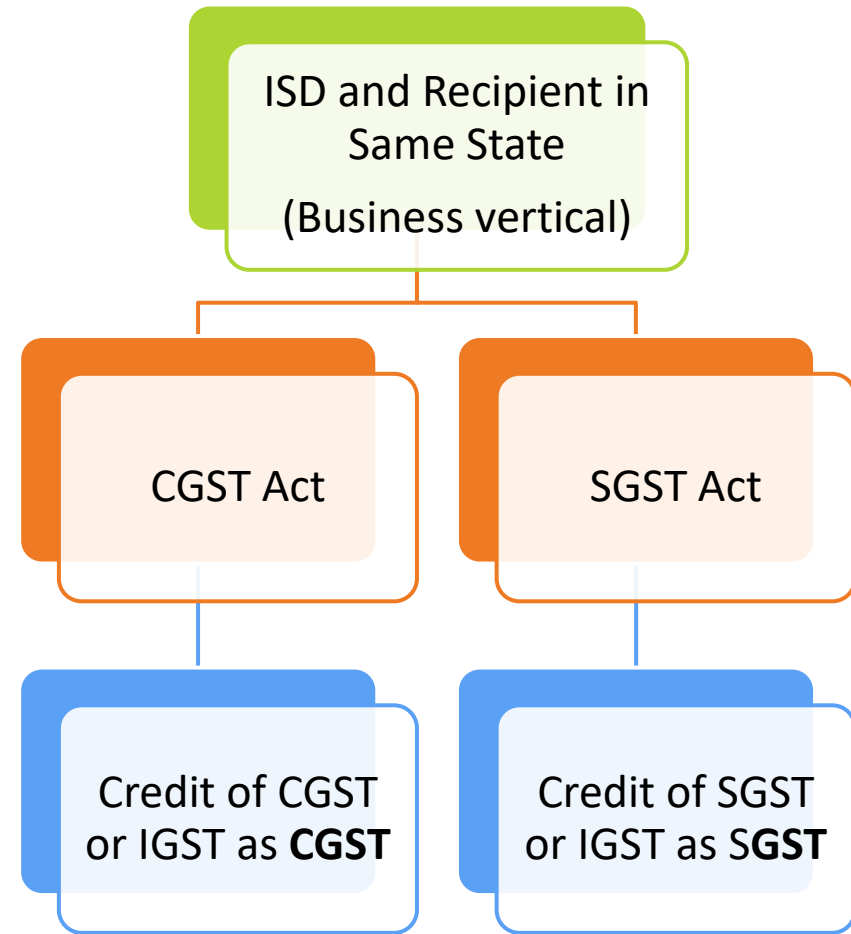 ISD and Recipient in
Same State
(Business vertical)
CGST Act
SGST Act
Credit of CGST
or IGST as CGST
Credit of SGST
or IGST as SGST